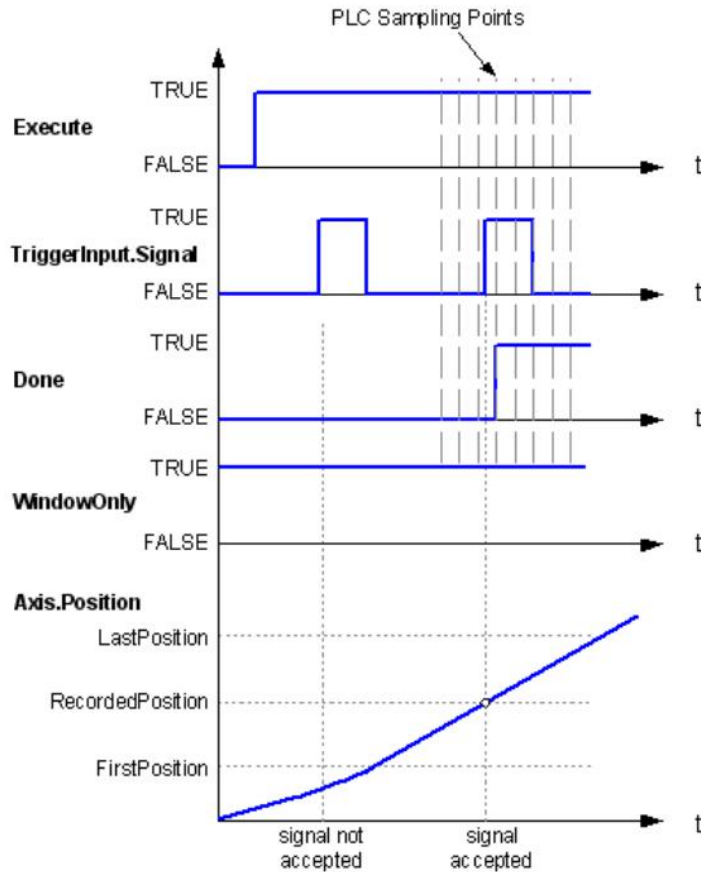 PLC Sampling Points
TRUE
Execute
FALSE
t
TRUE
TriggerInput.Signal
FALSE
t
TRUE
Done
FALSE
t
TRUE
WindowOnly
FALSE
t
Axis.Position
LastPosition
RecordedPosition
FirstPosition
t
signal not
accepted
signal
accepted